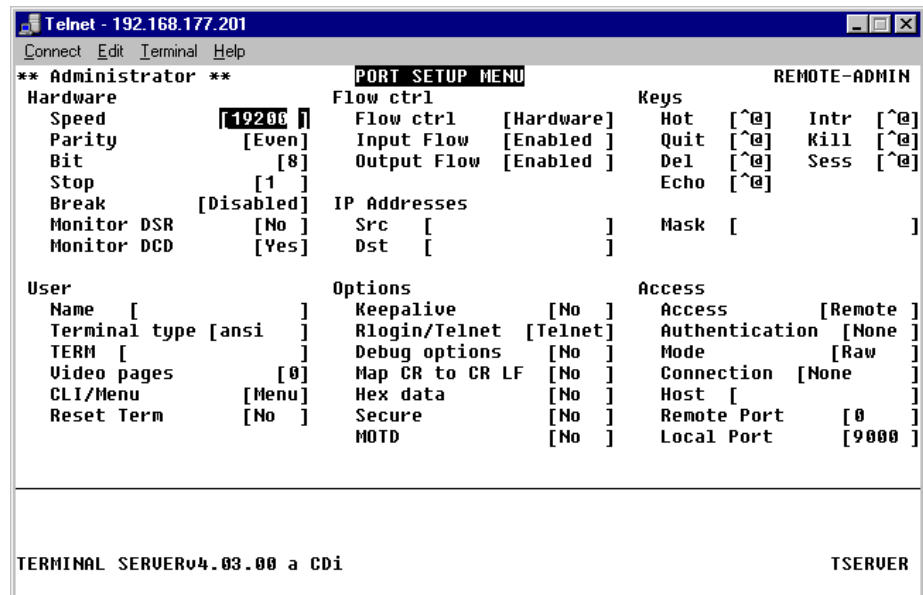 Telnet - 192.168.177.201
Connect Edit Terminal Help
** Administrator ** PORT SETUP MENU REMOTE-ADMIN
Hardware Flow ctrl Keys
Speed [19200 ] Flow ctrl [Hardware] Hot [^@] Intr [^@]
Parity [Even] Input Flow [Enabled ] Quit [^@] Kill [^@]
Bit [8] Output Flow [Enabled ] Del [^@] Sess [^@]
Stop [1 ] Echo [^@]
Break [Disabled] IP Addresses
Monitor DSR [No ] Src [ ] Mask [ ]
Monitor DCD [Yes] Dst [ ]
User Options Access
Name [ ] Keepalive [No ] Access [Remote ]
Terminal type [ansi ] Rlogin/Telnet [Telnet] Authentication [None ]
TERM [ ] Debug options [No ] Mode [Raw ]
Video pages [0] Map CR to CR LF [No ] Connection [None ]
CLI/Menu [Menu] Hex data [No ] Host [ ]
Reset Term [No ] Secure [No ] Remote Port [0 ]
MOTD [No ] Local Port [9000 ]
TERMINAL SERVERv4.03.00 a CDi TSERVER